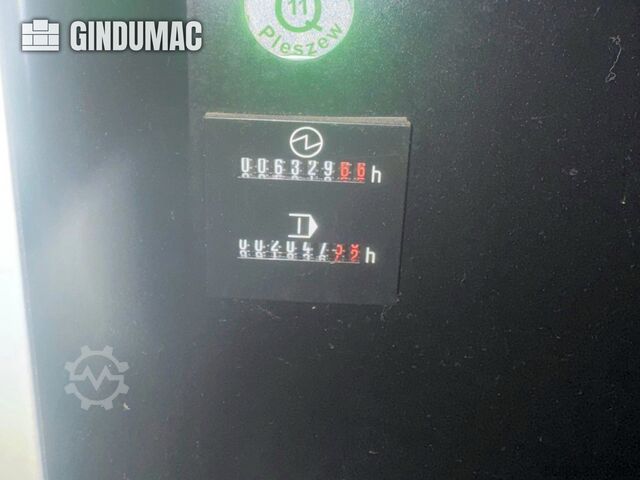 GINDUMAC
11
Q
Pleszew
00632966 h
h